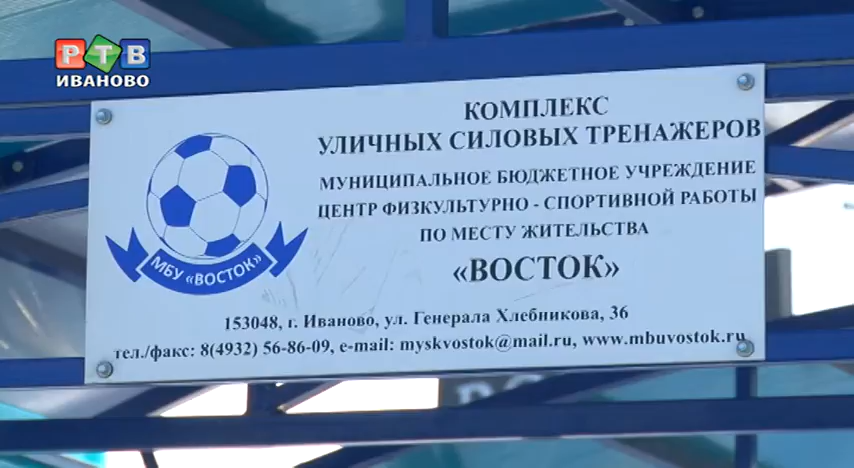 РТВ
ИВАНОВО
КОМПЛЕКС
УЛИЧНЫХ СИЛОВЫХ ТРЕНАЖЕРОВ
МУНИЦИПАЛЬНОЕ БЮДЖЕТНОЕ УЧРЕЖДЕНИЕ
ЦЕНТР ФИЗКУЛЬТУРНО - СПОРТИВНОЙ РАБОТЫ
ПО МЕСТУ ЖИТЕЛЬСТВА
«ВОСТОК»
МБУ «ВОСТОК»
153048, г. Иваново, ул. Генерала Хлебникова, 36
тел./факс: 8(4932) 56-86-09, e-mail: myskvostok@mail.ru, www.mbuvostok.ru